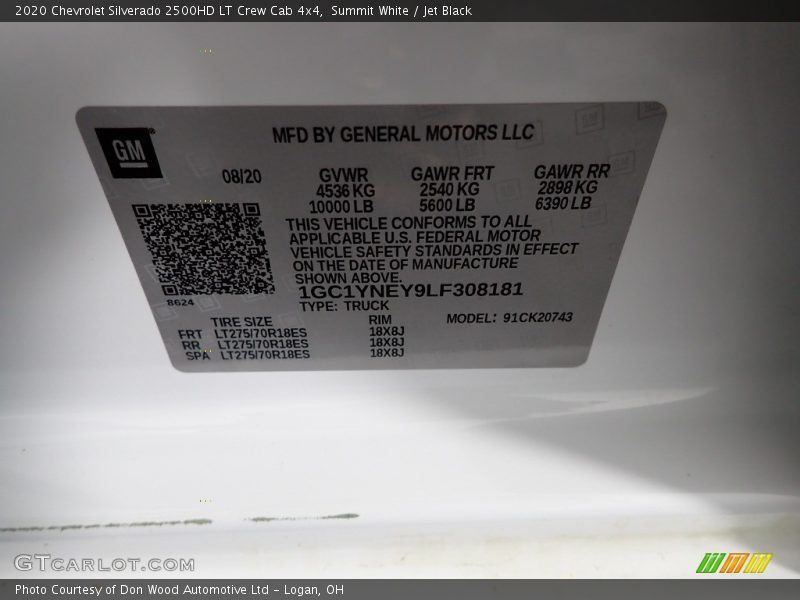 2020 Chevrolet Silverado 2500HD LT Crew Cab 4x4,  Summit White / Jet Black
GM
MFD BY GENERAL MOTORS LLC
08/20
GVWR GAWR FRT GAWR RR
4536 KG 2540 KG 2898 KG
10000 LB 5600 LB 6390 LB
THIS VEHICLE CONFORMS TO ALL
APPLICABLE U.S. FEDERAL MOTOR
VEHICLE SAFETY STANDARDS IN EFFECT
ON THE DATE OF MANUFACTURE
SHOWN ABOVE.
8624
1GC1YNEY9LF308181
TYPE: TRUCK
TIRE SIZE RIM MODEL: 91CK20743
FRT LT275/70R18ES 18X8J
RR LT275/70R18ES 18X8J
SPA LT275/70R18ES 18X8J
GTcarlot.com
Photo Courtesy of Don Wood Automotive Ltd - Logan, OH